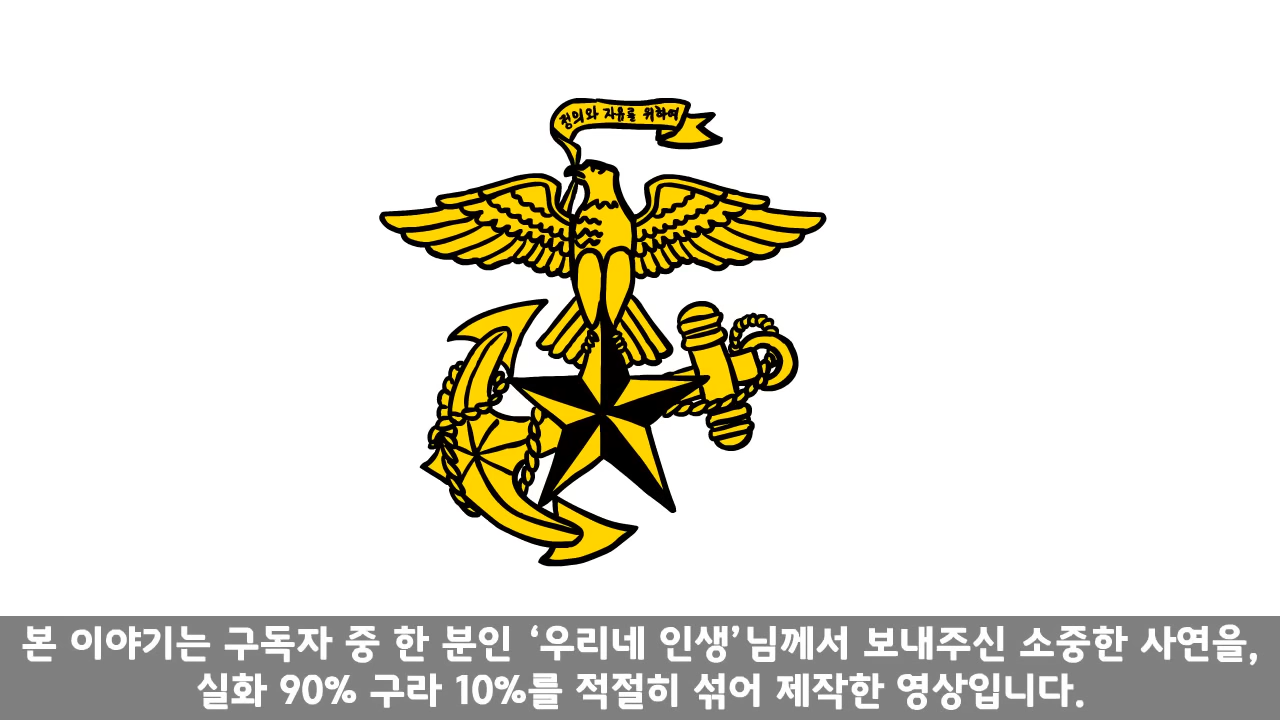 정의와 자유를 위하여
본 이야기는 구독자 중 한 분인 ‘우리네 인생’님께서 보내주신 소중한 사연을,
실화 90% 구라 10%를 적절히 섞어 제작한 영상입니다.